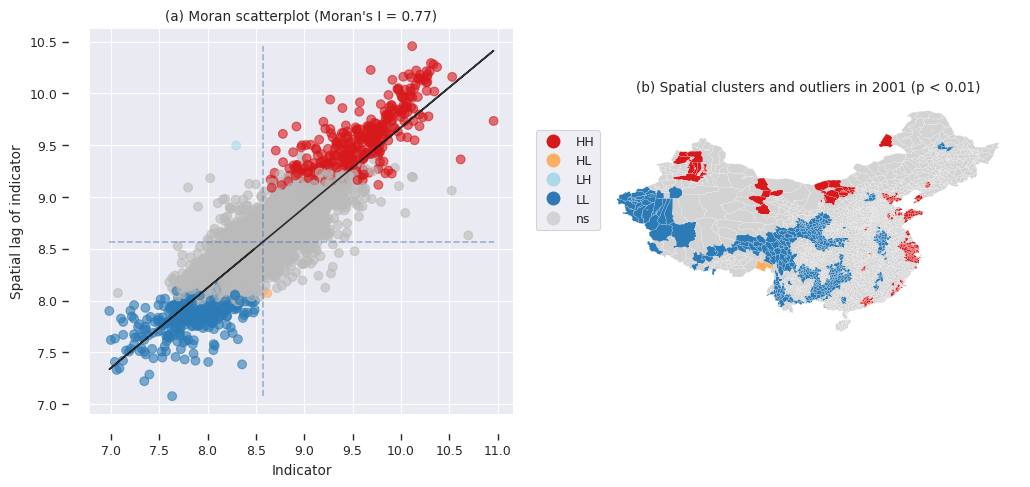 (a) Moran scatterplot (Moran's I = 0.77)
10.5
10.0
9.5
9.0
8.5
8.0
7.5
7.0
Spatial lag of indicator
7.0 7.5 8.0 8.5 9.0 9.5 10.0 10.5 11.0
Indicator
(b) Spatial clusters and outliers in 2001 (p < 0.01)
HH
HL
LH
LL
ns